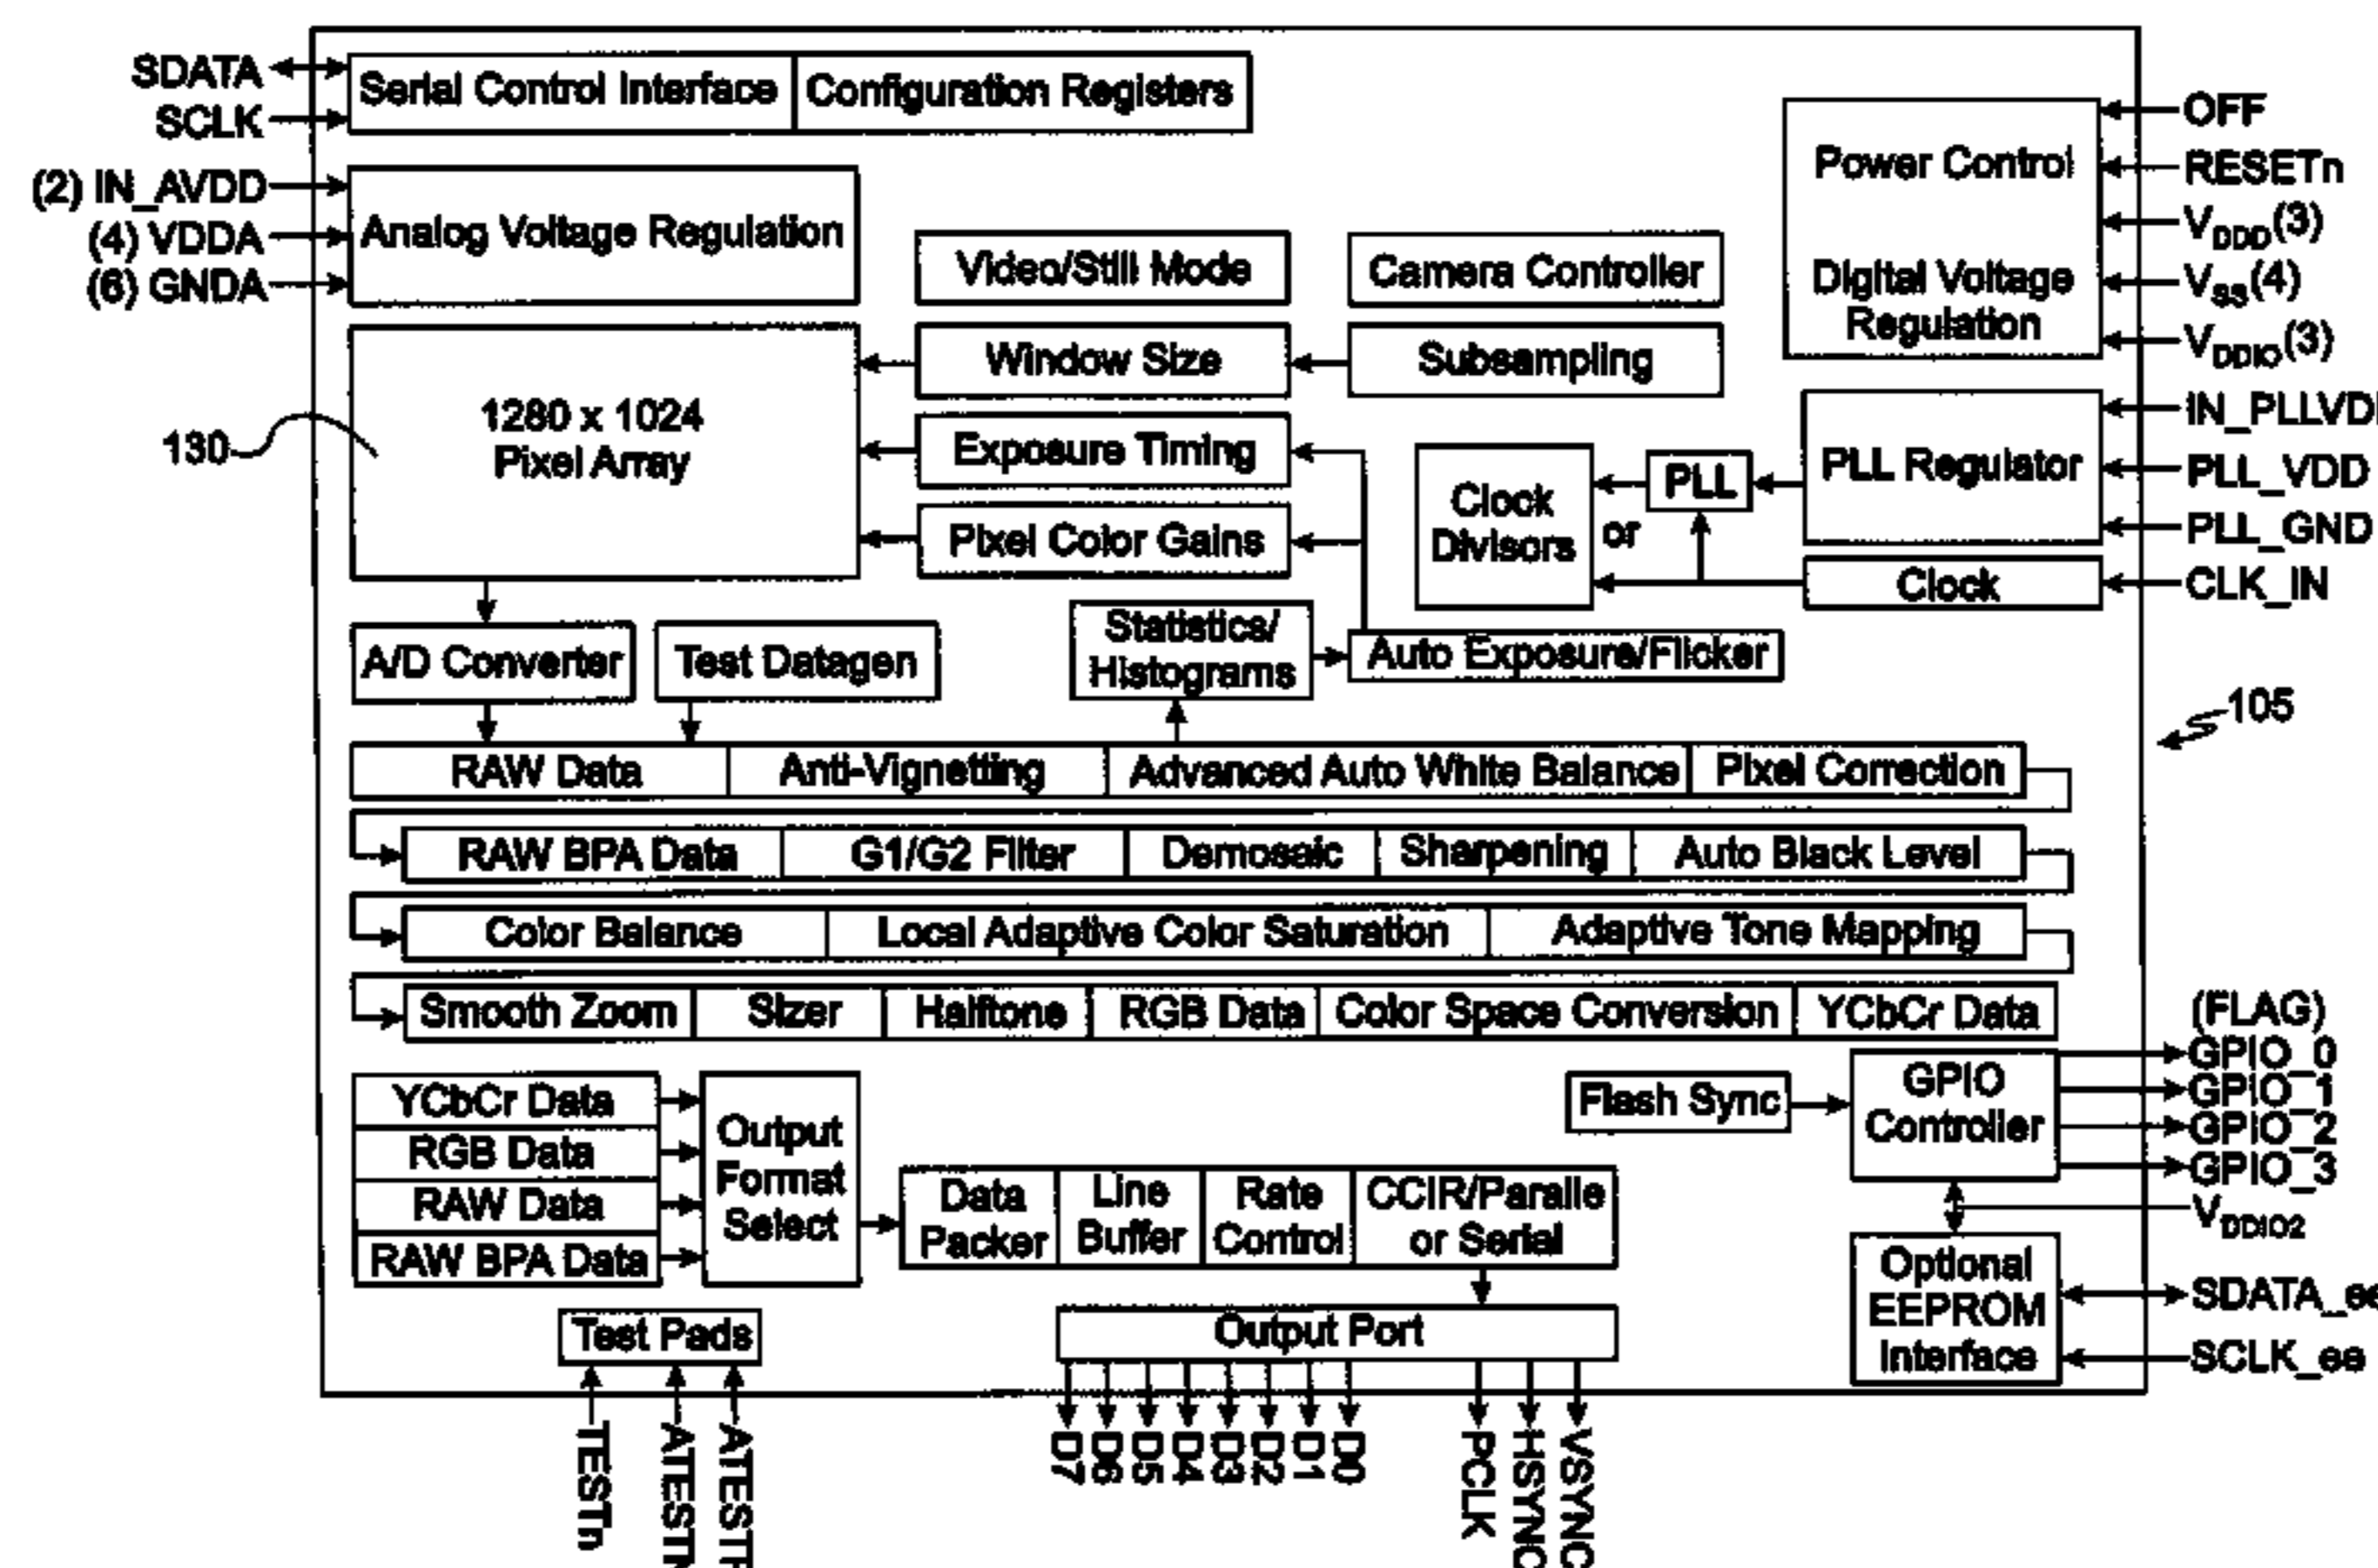 SDATA
SCLK
Serial Control Interface
Configuration Registers
(2) IN_AVDD
(4) VDDA
(6) GNDA
Analog Voltage Regulation
Video/Still Mode
Camera Controller
Power Control
Digital Voltage
Regulation
OFF
RESETn
VDDD(3)
VSS(4)
VDDIO(3)
130
1280 x 1024
Pixel Array
Window Size
Subsampling
Exposure Timing
Pixel Color Gains
Clock
Divisors
or
PLL
PLL Regulator
Clock
PLL_VDD
PLL_GND
CLK_IN
A/D Converter
Test Datagen
Statistics/
Histograms
Auto Exposure/Flicker
105
RAW Data
Anti-Vignetting
Advanced Auto White Balance
Pixel Correction
RAW BPA Data
G1/G2 Filter
Demosaic
Sharpening
Auto Black Level
Color Balance
Local Adaptive Color Saturation
Adaptive Tone Mapping
Smooth Zoom
Sizer
Halftone
RGB Data
Color Space Conversion
YCbCr Data
YCbCr Data
RGB Data
RAW Data
RAW BPA Data
Output
Format
Select
Data
Packer
Line
Buffer
Rate
Control
CCIR/Paralle
or Serial
Flash Sync
GPIO
Controller
(FLAG)
GPIO_0
GPIO_1
GPIO_2
GPIO_3
VDDIO2
Optional
EEPROM
Interface
SDATA_ee
SCLK_ee
Test Pads
Output Port
TESTn
D7
D6
D5
D4
D3
D2
D1
D0
PCLK
HSYNC
VSYNC